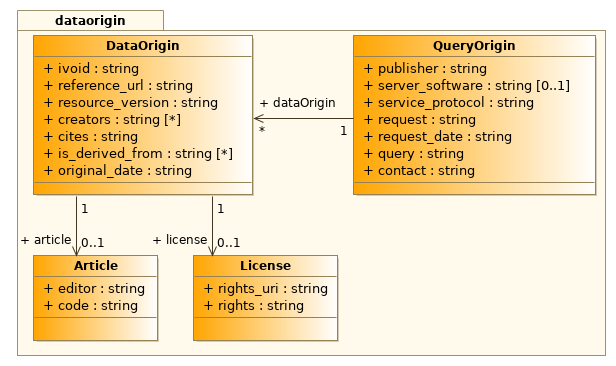 dataorigin
DataOrigin
+ ivoid : string
+ reference_url : string
+ resource_version : string
+ creators : string [*]
+ cites : string
+ is_derived_from : string [*]
+ original_date : string
+ dataOrigin
*
1
QueryOrigin
+ publisher : string
+ server_software : string [0..1]
+ service_protocol : string
+ request : string
+ request_date : string
+ query : string
+ contact : string
1
+ article
0..1
1
+ license
0..1
Article
+ editor : string
+ code : string
License
+ rights_uri : string
+ rights : string